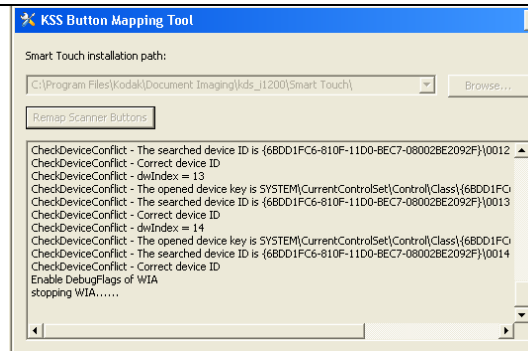 KSS Button Mapping Tool
Smart Touch installation path:
C:\Program Files\Kodak\Document Imaging\kds_i1200\Smart Touch\
Browse...
Remap Scanner Buttons
CheckDeviceConflict - The searched device ID is {6BDD1FC6-810F-11D0-BEC7-08002BE2092F}\0012
CheckDeviceConflict - Correct device ID
CheckDeviceConflict - dwIndex = 13
CheckDeviceConflict - The opened device key is SYSTEM\CurrentControlSet\Control\Class\{6BDD1FC
CheckDeviceConflict - The searched device ID is {6BDD1FC6-810F-11D0-BEC7-08002BE2092F}\0013
CheckDeviceConflict - Correct device ID
CheckDeviceConflict - dwIndex = 14
CheckDeviceConflict - The opened device key is SYSTEM\CurrentControlSet\Control\Class\{6BDD1FC
CheckDeviceConflict - The searched device ID is {6BDD1FC6-810F-11D0-BEC7-08002BE2092F}\0014
CheckDeviceConflict - Correct device ID
Enable DebugFlags of WIA
stopping WIA......